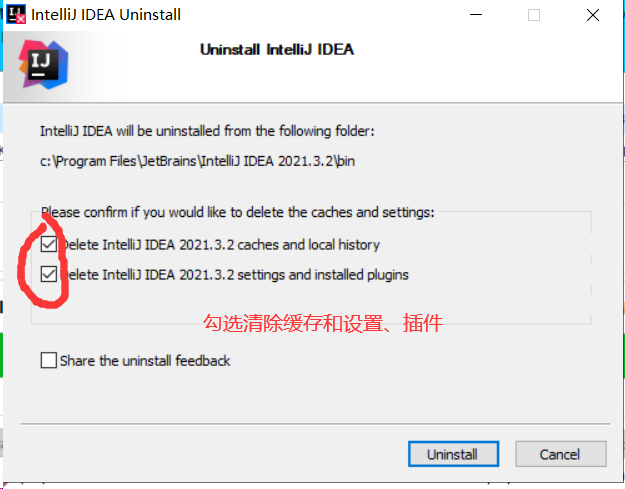 IntelliJ IDEA Uninstall
Uninstall IntelliJ IDEA
IJ
IntelliJ IDEA will be uninstalled from the following folder:
c:\Program Files\JetBrains\IntelliJ IDEA 2021.3.2\bin
Please confirm if you would like to delete the caches and settings:
Delete IntelliJ IDEA 2021.3.2 caches and local history
Delete IntelliJ IDEA 2021.3.2 settings and installed plugins
勾选清除缓存和设置、插件
Share the uninstall feedback
Uninstall
Cancel